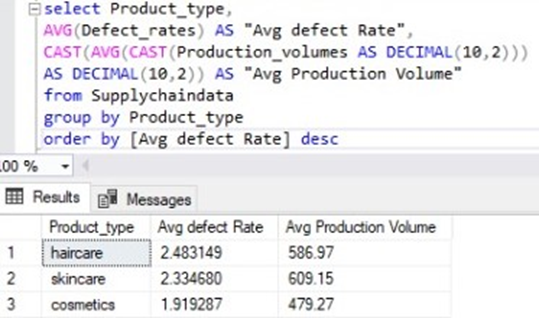 select Product_type,
AVG(Defect_rates) AS "Avg defect Rate",
CAST(AVG(CAST(Production_volumes AS DECIMAL(10,2)))
AS DECIMAL(10,2)) AS "Avg Production Volume"
from Supplychaindata
group by Product_type
order by [Avg defect Rate] desc
00 %
Results Messages
Product_type Avg defect Rate Avg Production Volume
1 haircare 2.483149 586.97
2 skincare 2.334680 609.15
3 cosmetics 1.919287 479.27